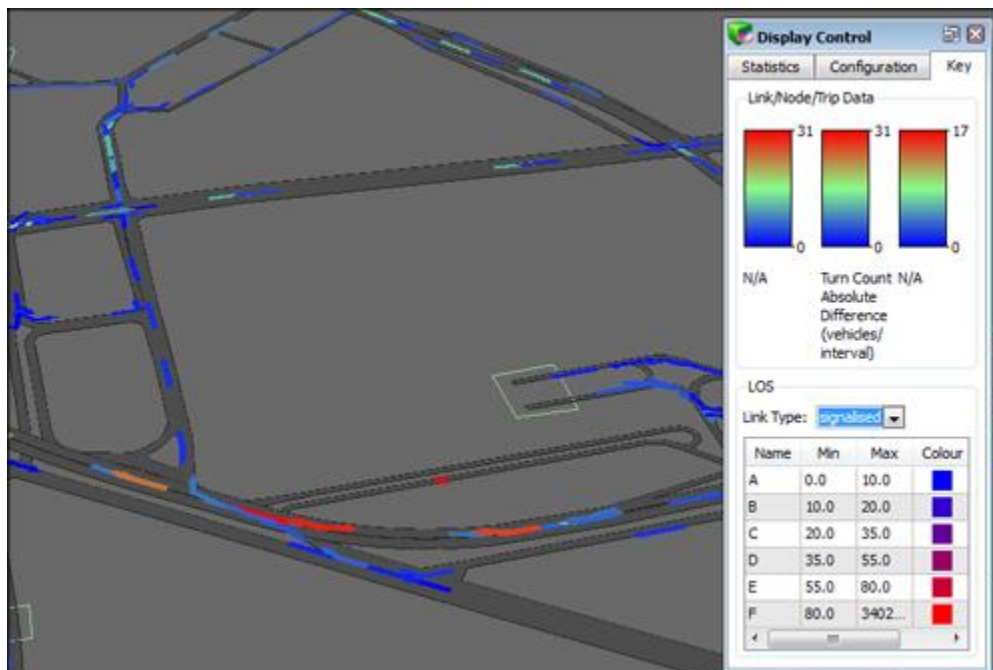 Display Control
Statistics Configuration Key
Link/Node/Trip Data
31 31 17
0 0 0
N/A Turn Count N/A
Absolute
Difference
(vehicles/
interval)
LOS
Link Type: signalised
Name Min Max Colour
A 0.0 10.0
B 10.0 20.0
C 20.0 35.0
D 35.0 55.0
E 55.0 80.0
F 80.0 3402...